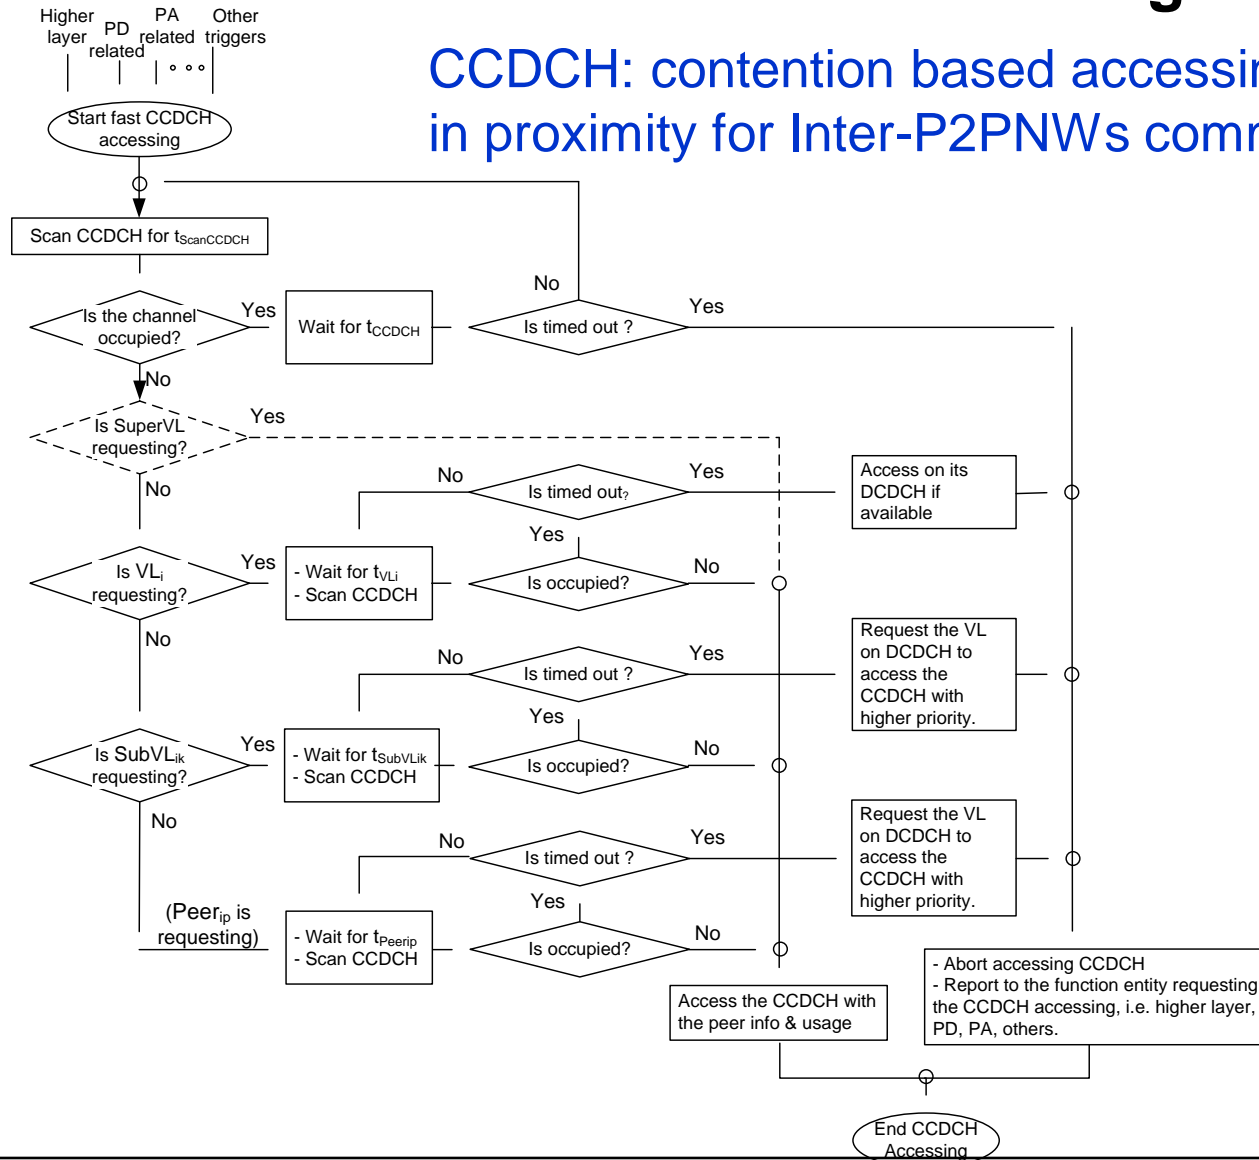 g
CCDCH: contention based accessin
in proximity for Inter-P2PNWs comm
Higher
layer
PD
related
PA
related
Other
triggers
Start fast CCDCH
accessing
Scan CCDCH for tScanCCDCH
Is the channel
occupied?
Yes
Wait for tCCDCH
No
Is timed out ?
Yes
No
Is SuperVL
requesting?
Yes
No
No
Is timed out?
Yes
Access on its
DCDCH if
available
Is VLi
requesting?
Yes
- Wait for tVLi
- Scan CCDCH
Yes
Is occupied?
No
No
No
Is timed out ?
Yes
Request the VL
on DCDCH to
access the
CCDCH with
higher priority.
Is SubVLik
requesting?
Yes
- Wait for tSubVLik
- Scan CCDCH
Yes
Is occupied?
No
No
No
Is timed out ?
Yes
Request the VL
on DCDCH to
access the
CCDCH with
higher priority.
(Peerip is
requesting)
- Wait for tPeerip
- Scan CCDCH
Yes
Is occupied?
No
Access the CCDCH with
the peer info & usage
- Abort accessing CCDCH
- Report to the function entity requesting
the CCDCH accessing, i.e. higher layer,
PD, PA, others.
End CCDCH
Accessing